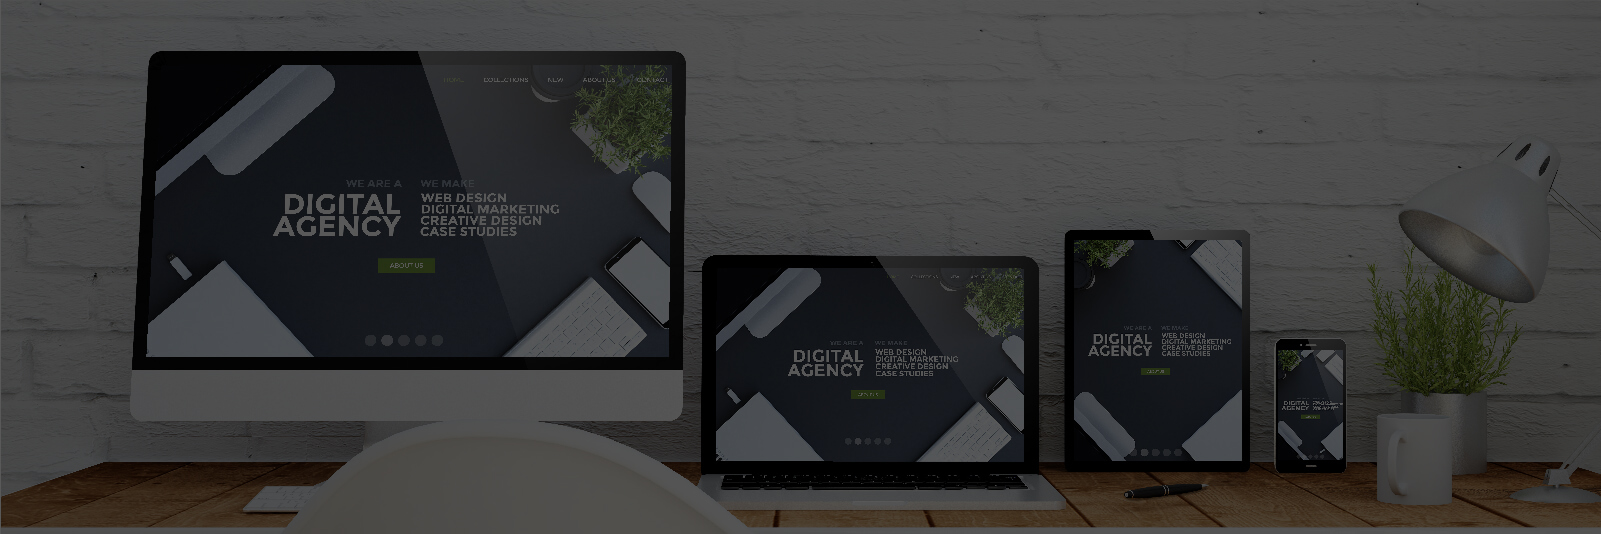 HOME COLLECTIONS NEW ABOUT US CONTACT
WE ARE A
DIGITAL
AGENCY
WE MAKE
WEB DESIGN
DIGITAL MARKETING
CREATIVE DESIGN
CASE STUDIES
ABOUT US
WE ARE A
DIGITAL
AGENCY
WE MAKE
WEB DESIGN
DIGITAL MARKETING
CREATIVE DESIGN
CASE STUDIES
ABOUT US
WE ARE A
DIGITAL
AGENCY
WE MAKE
WEB DESIGN
DIGITAL MARKETING
CREATIVE DESIGN
CASE STUDIES
DIGITAL
AGENCY